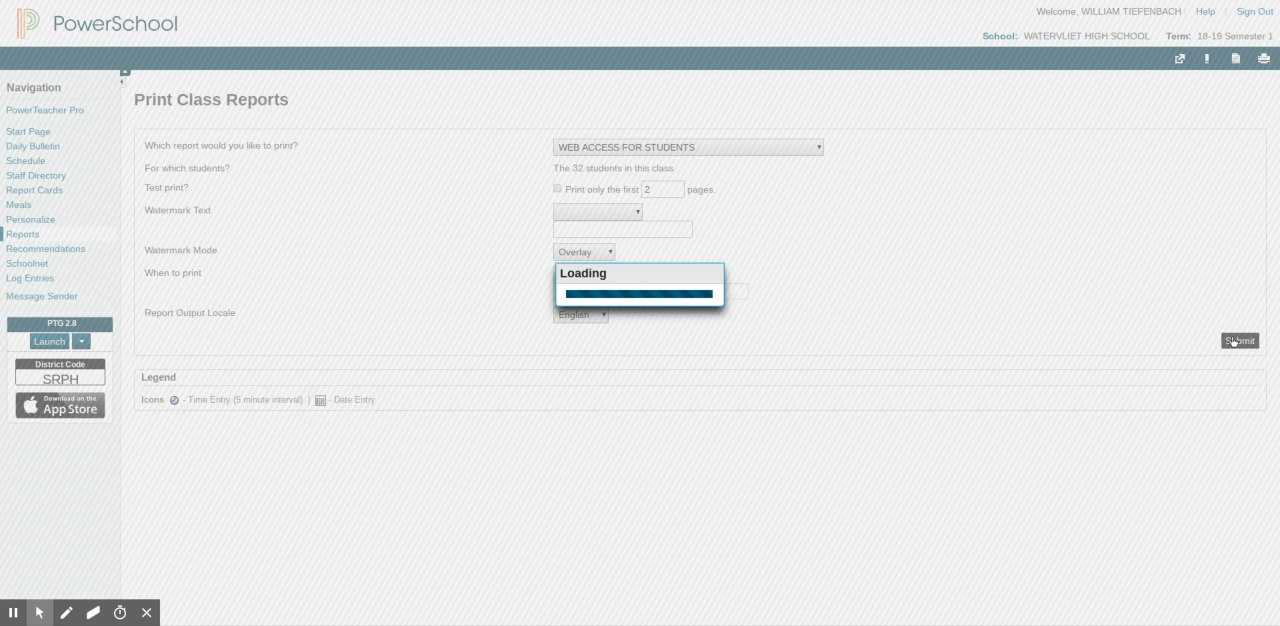 PowerSchool
Welcome, WILLIAM TIEFENBACH | Help | Sign Out
School: WATERVLIET HIGH SCHOOL Term: 18-19 Semester 1
Navigation
PowerTeacher Pro
Start Page
Daily Bulletin
Schedule
Staff Directory
Report Cards
Meals
Personalize
Reports
Recommendations
Schoolnet
Log Entries
Message Sender
PTG 2.8
Launch
District Code
SRPH
Download on the
App Store
Print Class Reports
Which report would you like to print? WEB ACCESS FOR STUDENTS
For which students? The 32 students in this class.
Test print? Print only the first 2 pages.
Watermark Text
Watermark Mode Overlay
When to print
Loading
Report Output Locale English
Submit
Legend
Icons - Time Entry (5 minute interval) | - Date Entry